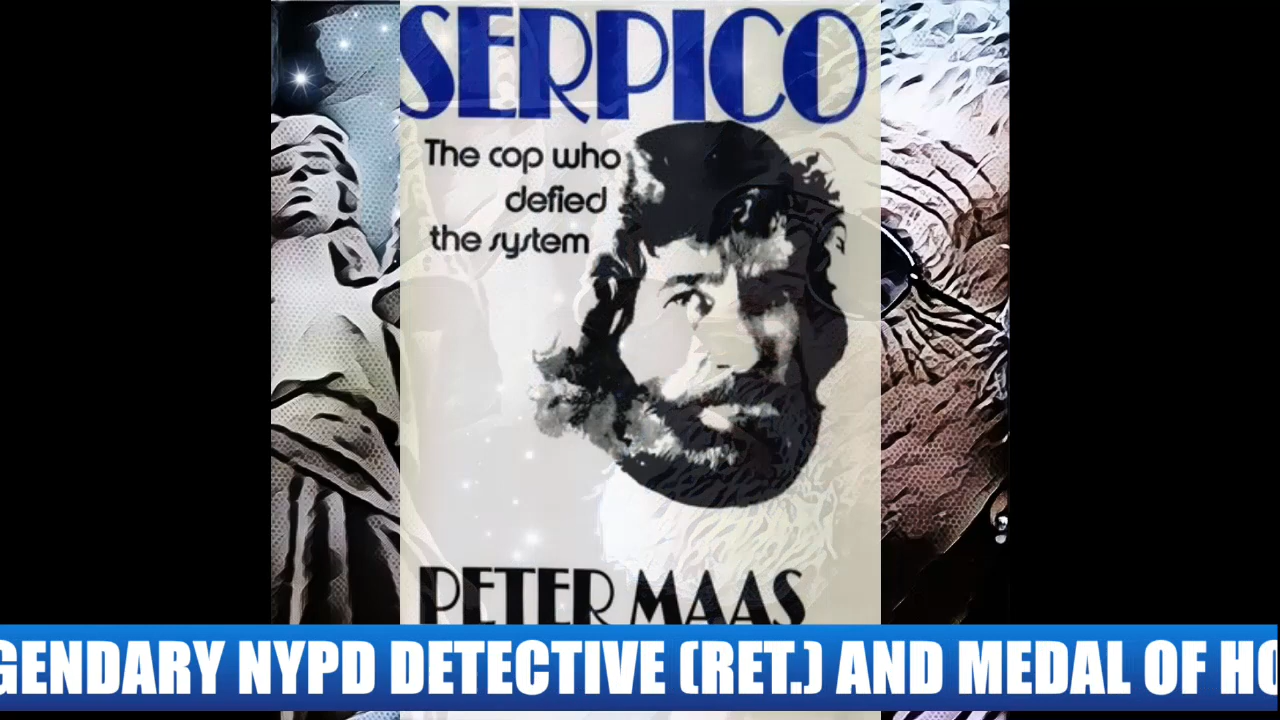 SERPICO
The cop who
defied
the system
PETER MAAS
GENDARY NYPD DETECTIVE (RET.) AND MEDAL OF HO